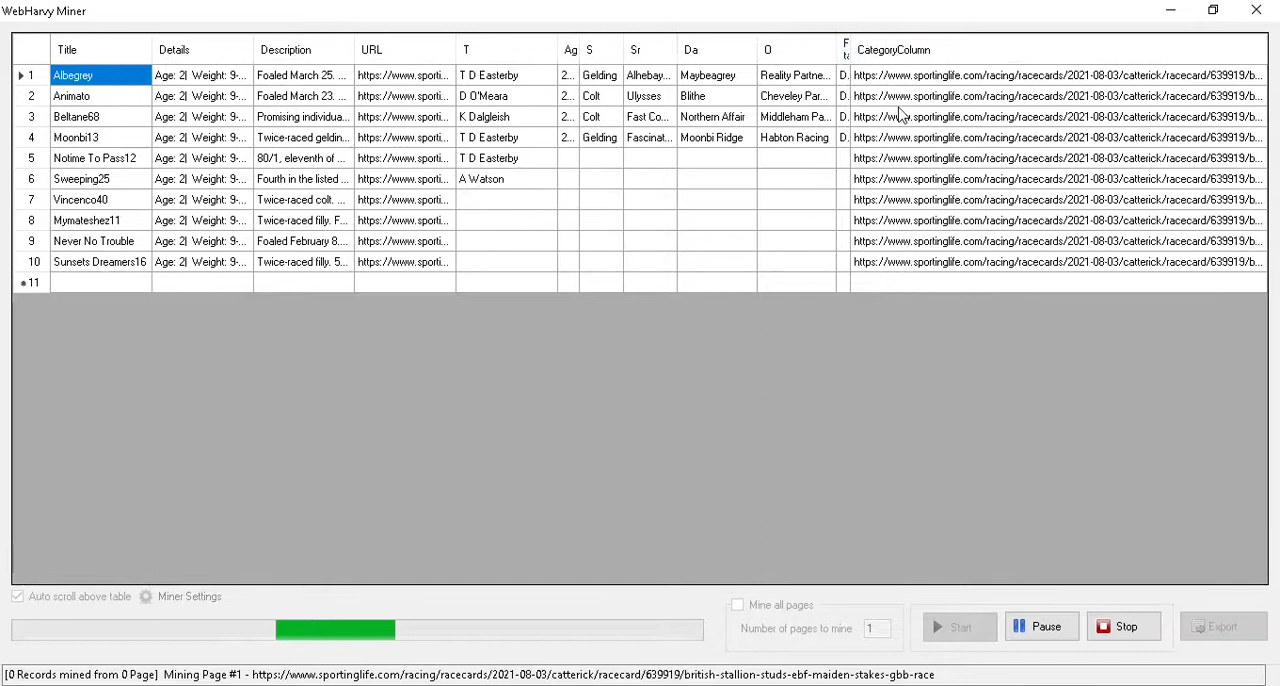 WebHarvy Miner
Title Details Description URL T Ag S Sr Da O F ta CategoryColumn
1 Albegrey Age: 2| Weight: 9-... Foaled March 25. ... https://www.sporti... T D Easterby 2... Gelding Alhebay... Maybeagrey Reality Partne... D. https://www.sportinglife.com/racing/racecards/2021-08-03/catterick/racecard/639919/b...
2 Animato Age: 2| Weight: 9-... Foaled March 23. ... https://www.sporti... D O'Meara 2... Colt Ulysses Blithe Cheveley Par... D. https://www.sportinglife.com/racing/racecards/2021-08-03/catterick/racecard/639919/b...
3 Beltane68 Age: 2| Weight: 9-... Promising individua... https://www.sporti... K Dalgleish 2... Colt Fast Co... Northern Affair Middleham Pa... D. https://www.sportinglife.com/racing/racecards/2021-08-03/catterick/racecard/639919/b...
4 Moonbi13 Age: 2| Weight: 9-... Twice-raced geldin... https://www.sporti... T D Easterby 2... Gelding Fascinat... Moonbi Ridge Habton Racing D. https://www.sportinglife.com/racing/racecards/2021-08-03/catterick/racecard/639919/b...
5 Notime To Pass12 Age: 2| Weight: 9-... 80/1, eleventh of ... https://www.sporti... T D Easterby https://www.sportinglife.com/racing/racecards/2021-08-03/catterick/racecard/639919/b...
6 Sweeping25 Age: 2| Weight: 9-... Fourth in the listed ... https://www.sporti... A Watson https://www.sportinglife.com/racing/racecards/2021-08-03/catterick/racecard/639919/b...
7 Vincenco40 Age: 2| Weight: 9-... Twice-raced colt. ... https://www.sporti... https://www.sportinglife.com/racing/racecards/2021-08-03/catterick/racecard/639919/b...
8 Mymateshez11 Age: 2| Weight: 9-... Twice-raced filly. F... https://www.sporti... https://www.sportinglife.com/racing/racecards/2021-08-03/catterick/racecard/639919/b...
9 Never No Trouble Age: 2| Weight: 9-... Foaled February 8.... https://www.sporti... https://www.sportinglife.com/racing/racecards/2021-08-03/catterick/racecard/639919/b...
10 Sunsets Dreamers16 Age: 2| Weight: 9-... Twice-raced filly. 5... https://www.sporti... https://www.sportinglife.com/racing/racecards/2021-08-03/catterick/racecard/639919/b...
11
Auto scroll above table Miner Settings
Mine all pages
Number of pages to mine 1
Start Pause Stop Export
[0 Records mined from 0 Page] Mining Page #1 - https://www.sportinglife.com/racing/racecards/2021-08-03/catterick/racecard/639919/british-stallion-studs-ebf-maiden-stakes-gbb-race